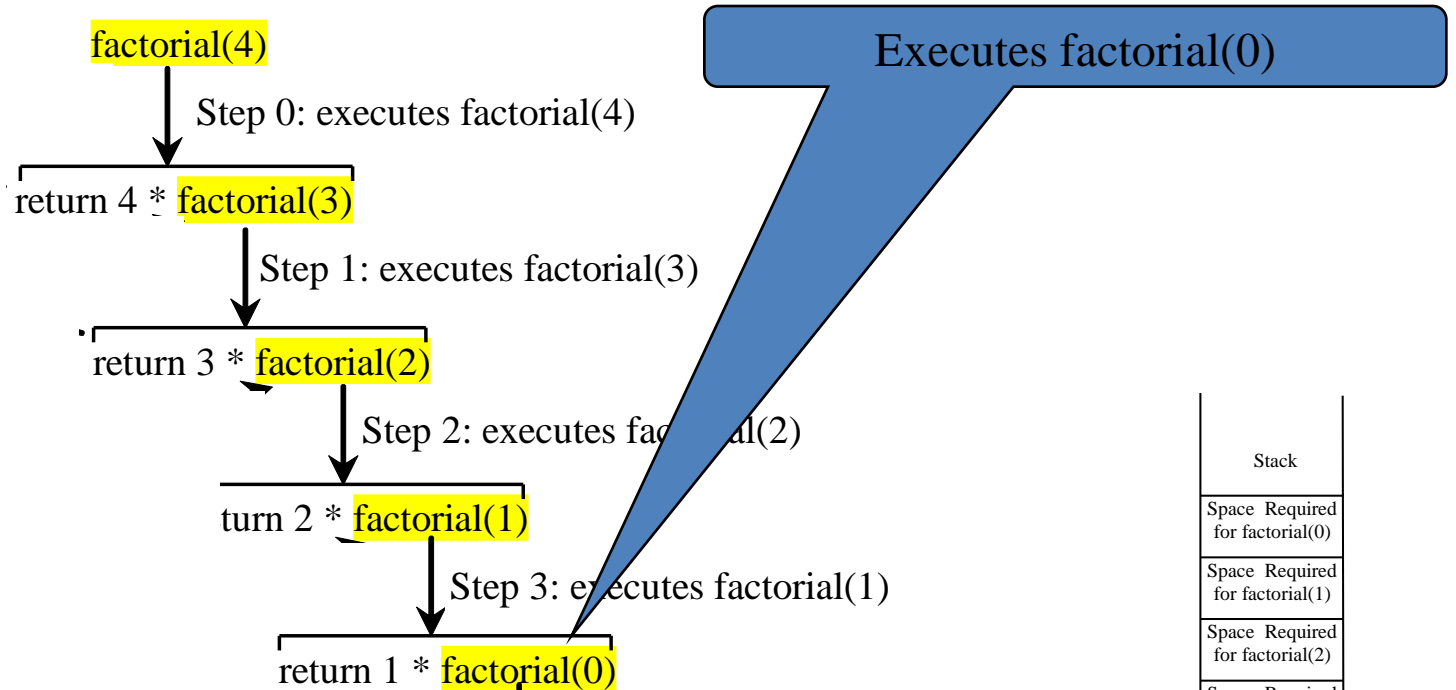 factorial(4)
Executes factorial(0)
Step 0: executes factorial(4)
return 4 * factorial(3)
Step 1: executes factorial(3)
return 3 * factorial(2)
Step 2: executes fac al(2)
turn 2 * factorial(1)
Step 3: executes factorial(1)
return 1 * factorial(0)
Stack
Space Required
for factorial(0)
Space Required
for factorial(1)
Space Required
for factorial(2)
Space Required